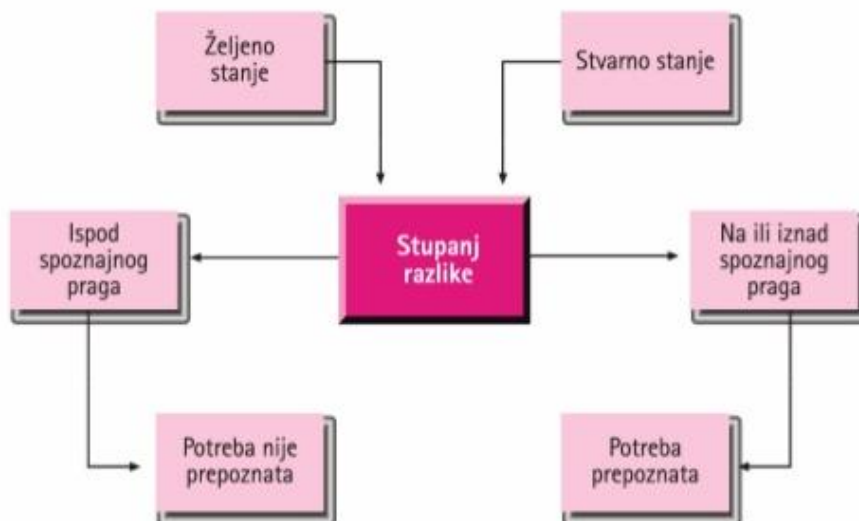 Željeno
stanje
Stvarno stanje
Ispod
spoznajnog
praga
Stupanj
razlike
Na ili iznad
spoznajnog
praga
Potreba nije
prepoznata
Potreba
prepoznata